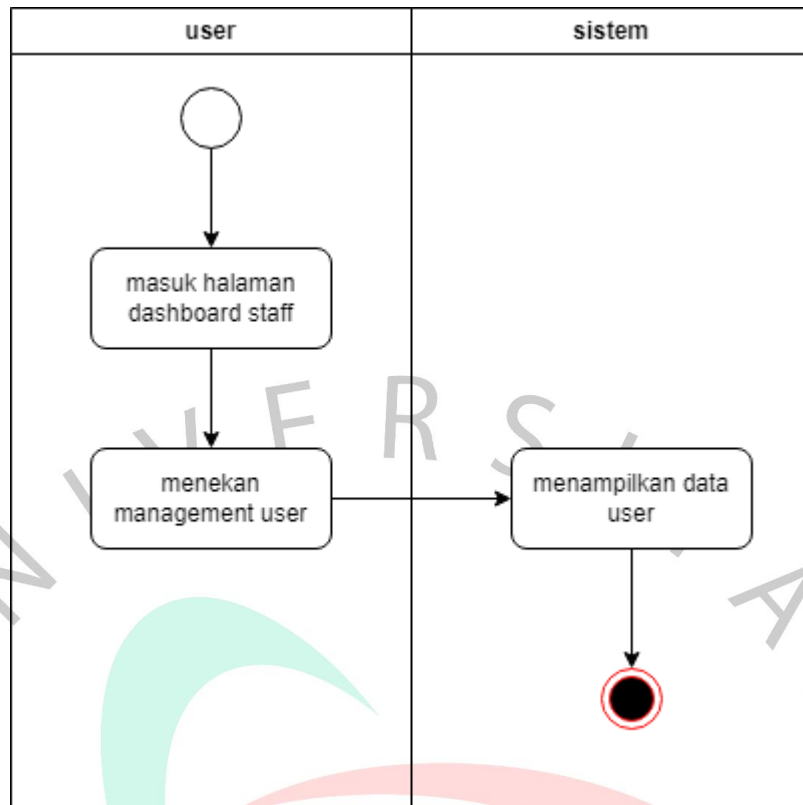 user
sistem
masuk halaman
dashboard staff
menekan
management user
menampilkan data
user
N I V E R S I T A